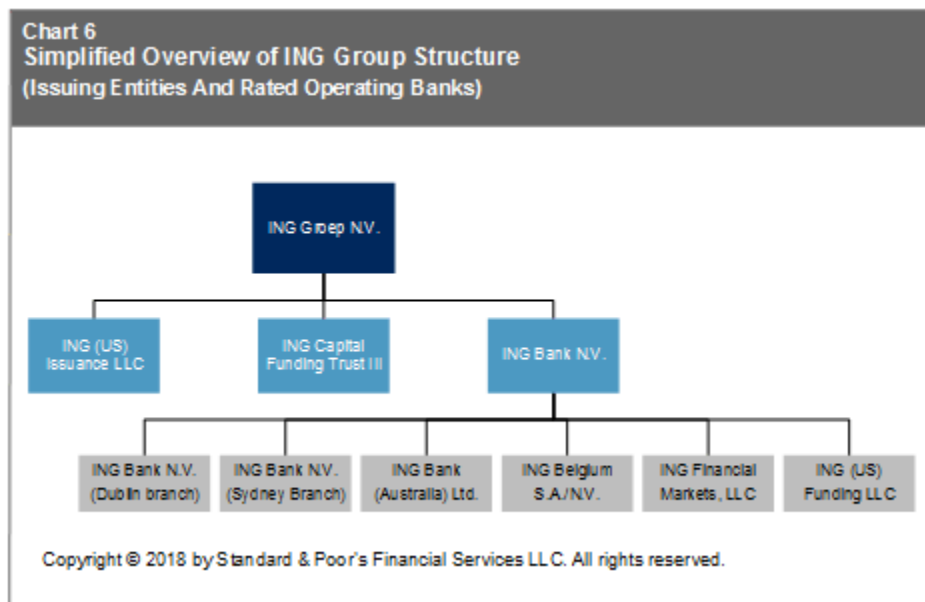 Chart 6
Simplified Overview of ING Group Structure
(Issuing Entities And Rated Operating Banks)
ING Groep N.V.
ING (US)
Issuance LLC
ING Capital
Funding Trust III
ING Bank N.V.
ING Bank N.V.
(Dublin branch)
ING Bank N.V.
(Sydney Branch)
ING Bank
(Australia) Ltd.
ING Belgium
S.A./N.V.
ING Financial
Markets, LLC
ING (US)
Funding LLC
Copyright © 2018 by Standard & Poor's Financial Services LLC. All rights reserved.